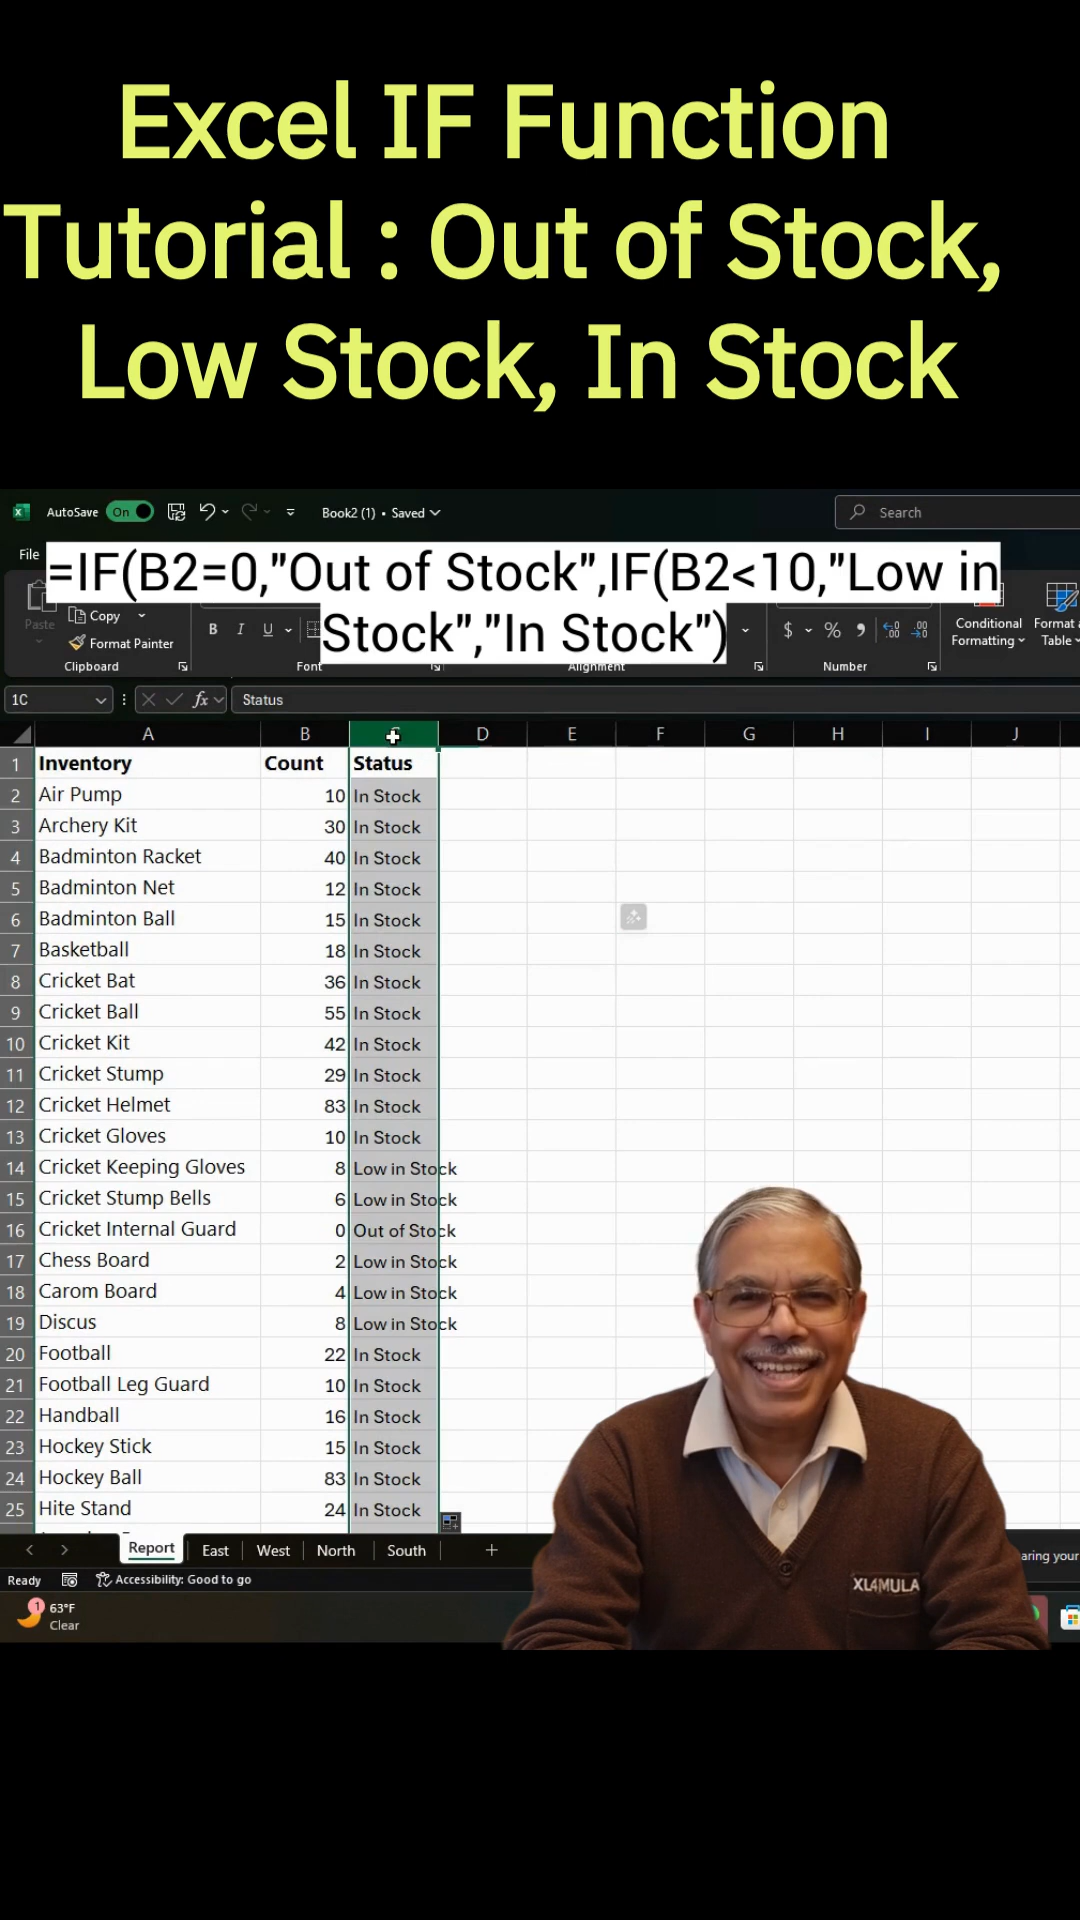 Excel IF Function
Tutorial : Out of Stock,
Low Stock, In Stock
AutoSave On Book2 (1) • Saved Search
File
=IF(B2=0,"Out of Stock",IF(B2<10,"Low in
Stock","In Stock")
Paste Copy
Format Painter
B I U
$ % 9
Conditional Format a
Formatting Table
Clipboard Font Alignment Number
1C fx Status
A B D E F G H I J
1 Inventory Count Status
2 Air Pump 10 In Stock
3 Archery Kit 30 In Stock
4 Badminton Racket 40 In Stock
5 Badminton Net 12 In Stock
6 Badminton Ball 15 In Stock
7 Basketball 18 In Stock
8 Cricket Bat 36 In Stock
9 Cricket Ball 55 In Stock
10 Cricket Kit 42 In Stock
11 Cricket Stump 29 In Stock
12 Cricket Helmet 83 In Stock
13 Cricket Gloves 10 In Stock
14 Cricket Keeping Gloves 8 Low in Stock
15 Cricket Stump Bells 6 Low in Stock
16 Cricket Internal Guard 0 Out of Stock
17 Chess Board 2 Low in Stock
18 Carom Board 4 Low in Stock
19 Discus 8 Low in Stock
20 Football 22 In Stock
21 Football Leg Guard 10 In Stock
22 Handball 16 In Stock
23 Hockey Stick 15 In Stock
24 Hockey Ball 83 In Stock
25 Hite Stand 24 In Stock
Report East West North South +
aring your
Ready Accessibility: Good to go
XL4MULA
1 63°F
Clear